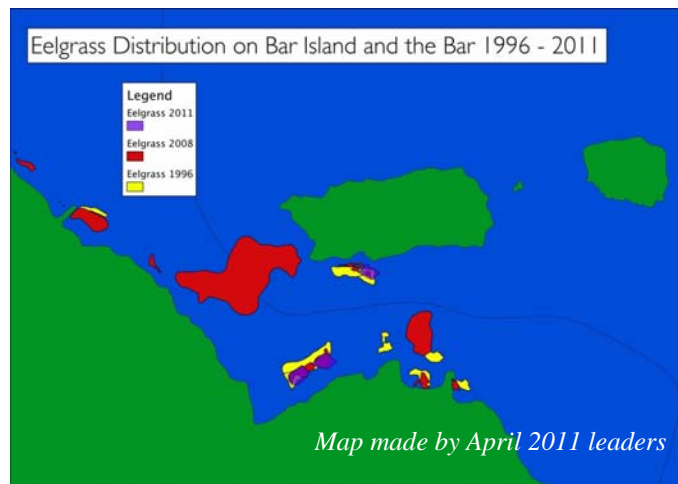 Eelgrass Distribution on Bar Island and the Bar 1996 - 2011
Legend
Eelgrass 2011
Eelgrass 2008
Eelgrass 1996
Map made by April 2011 leaders